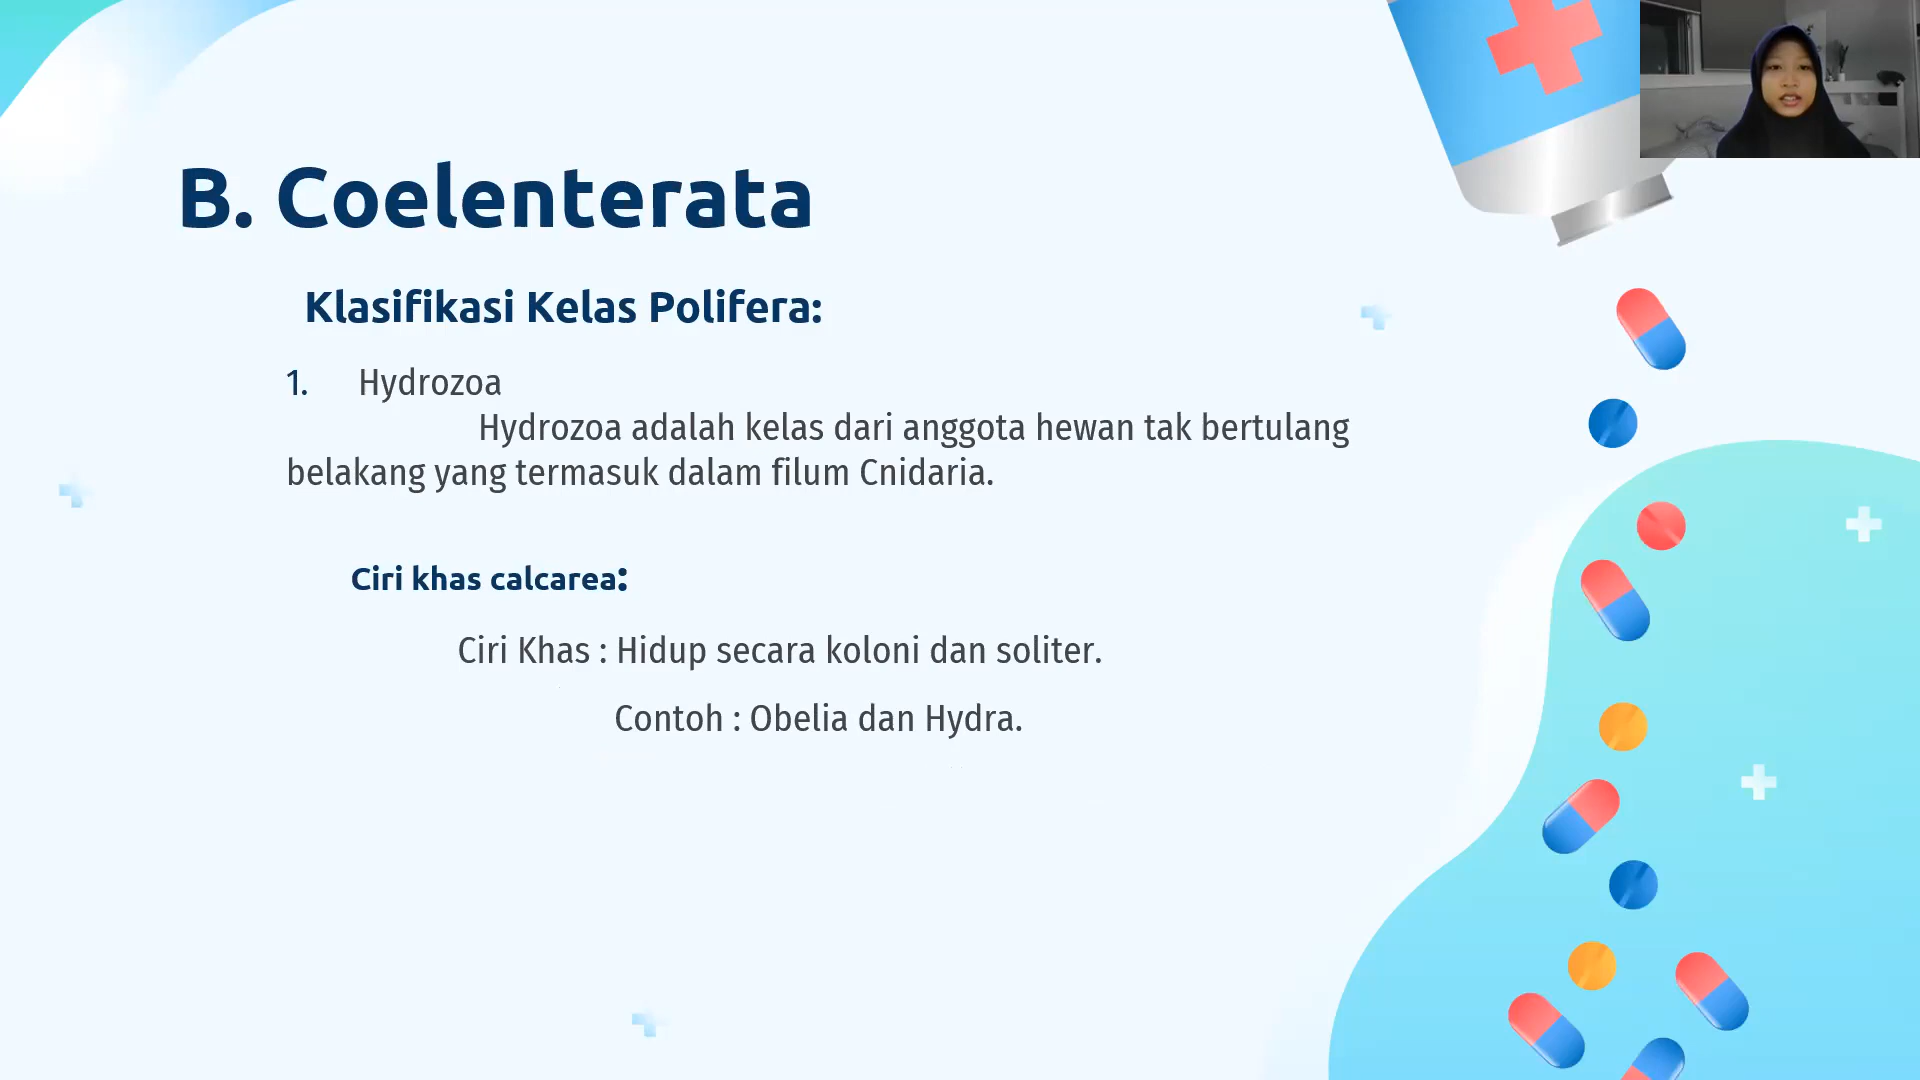 B. Coelenterata
Klasifikasi Kelas Polifera:
1. Hydrozoa
Hydrozoa adalah kelas dari anggota hewan tak bertulang
belakang yang termasuk dalam filum Cnidaria.
Ciri khas calcarea:
Ciri Khas : Hidup secara koloni dan soliter.
Contoh : Obelia dan Hydra.